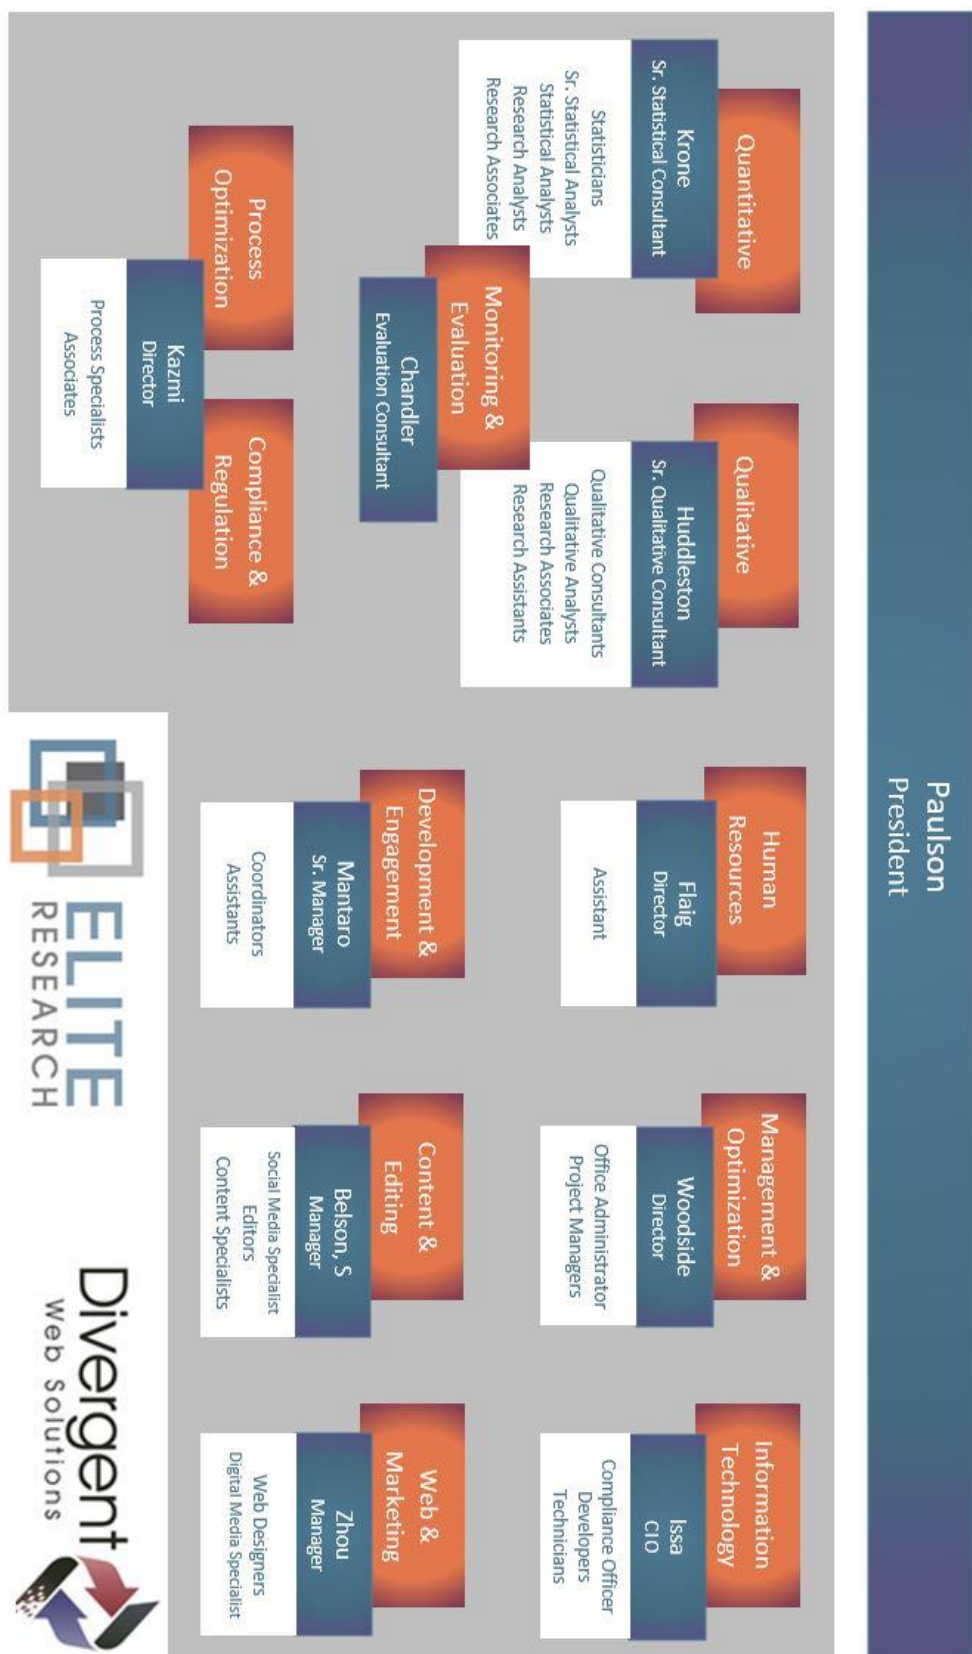 Paulson
President
Quantitative
Krone
Sr. Statistical Consultant
Statisticians
Sr. Statistical Analysts
Statistical Analysts
Research Analysts
Research Associates
Qualitative
Huddleston
Sr. Qualitative Consultant
Qualitative Consultants
Qualitative Analysts
Research Associates
Research Assistants
Monitoring &
Evaluation
Chandler
Evaluation Consultant
Process
Optimization
Compliance &
Regulation
Kazmi
Director
Process Specialists
Associates
Human
Resources
Flaig
Director
Assistant
Management &
Optimization
Woodside
Director
Office Administrator
Project Managers
Information
Technology
Issa
CIO
Compliance Officer
Developers
Technicians
Development &
Engagement
Mantaro
Sr. Manager
Coordinators
Assistants
Content &
Editing
Belson, S
Manager
Social Media Specialist
Editors
Content Specialists
Web &
Marketing
Zhou
Manager
Web Designers
Digital Media Specialist
ELITE
RESEARCH
Divergent
Web Solutions